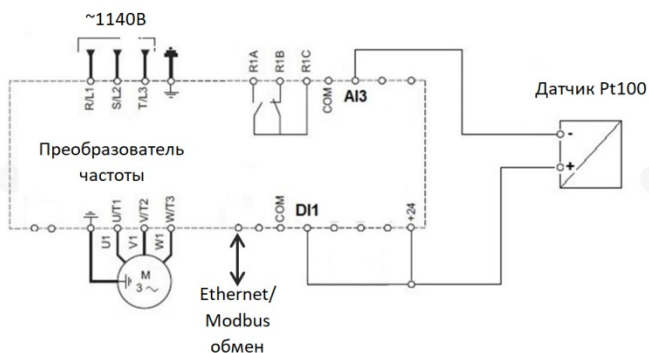 ~1140В
R/L1
S/L2
T/L3
R1A
R1B
R1C
COM
AI3
Датчик Pt100
-
+
Преобразователь
частоты
U/T1
V/T2
W/T3
COM
DI1
+24
U1
V1
W1
M
3 ~
Ethernet/
Modbus
обмен